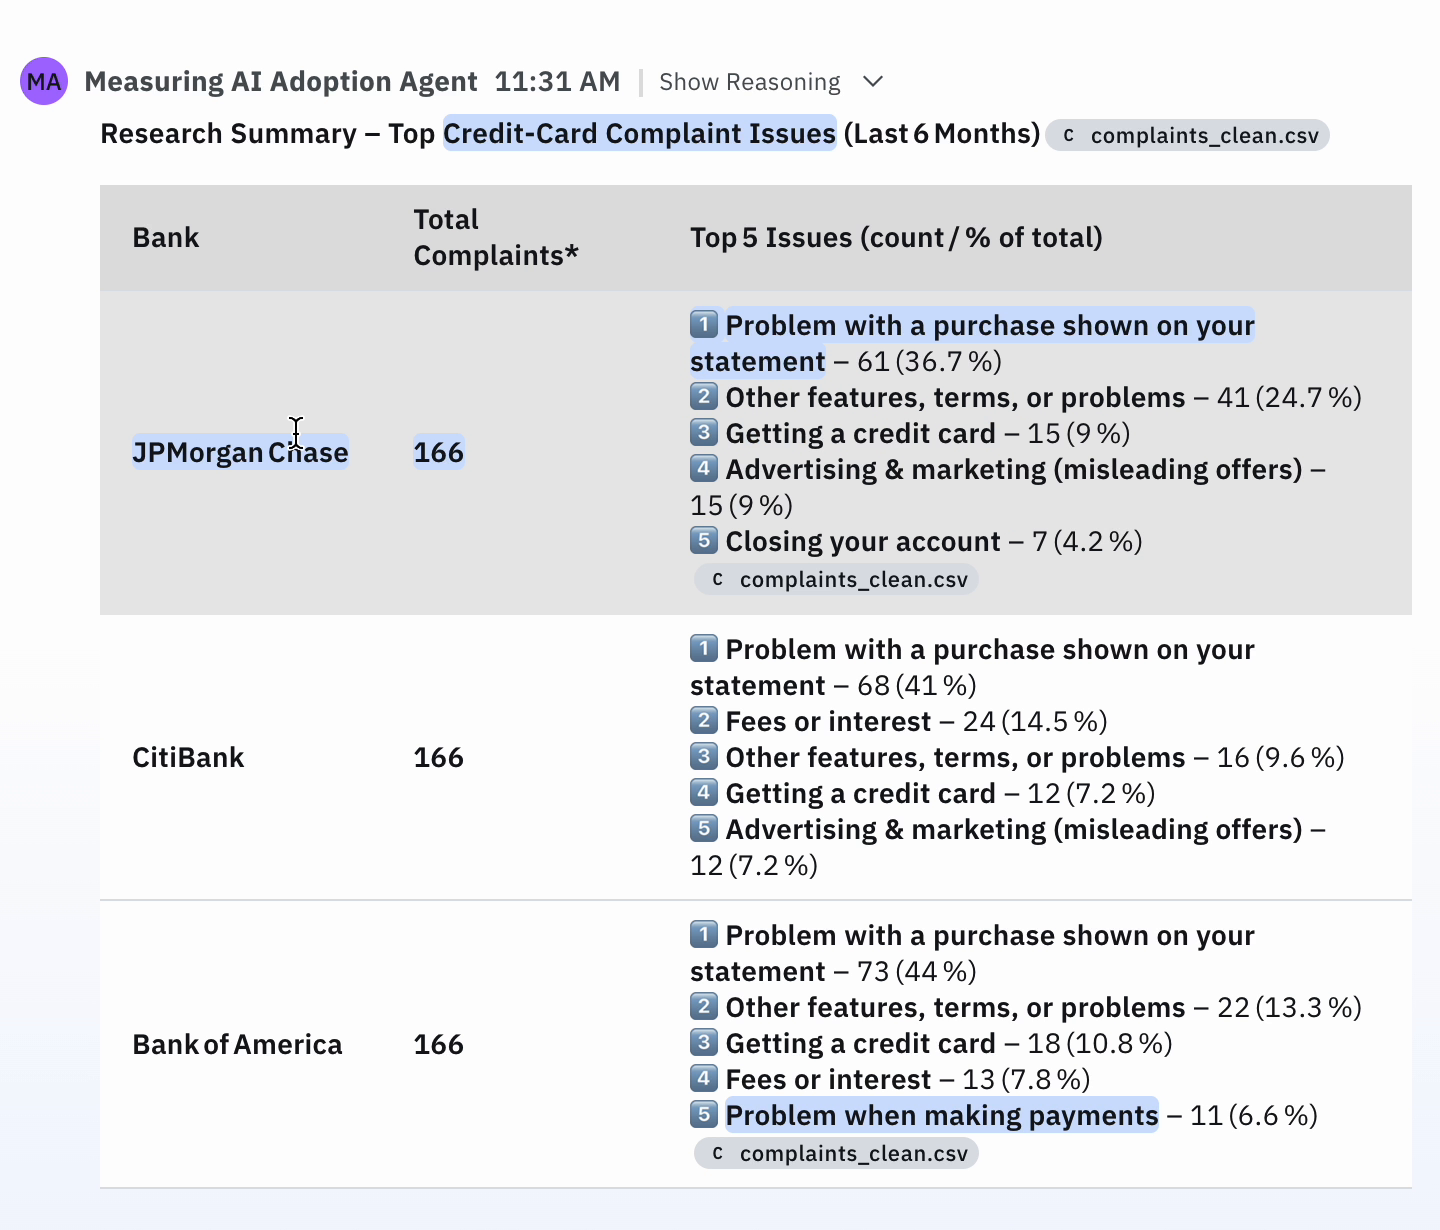 MA Measuring AI Adoption Agent 11:31 AM | Show Reasoning
Research Summary – Top Credit-Card Complaint Issues (Last 6 Months) C complaints_clean.csv
Bank
Total
Complaints*
Top 5 Issues (count / % of total)
JPMorgan Chase
166
1 Problem with a purchase shown on your
statement – 61 (36.7 %)
2 Other features, terms, or problems – 41 (24.7 %)
3 Getting a credit card – 15 (9 %)
4 Advertising & marketing (misleading offers) –
15 (9 %)
5 Closing your account – 7 (4.2 %)
C complaints_clean.csv
CitiBank
166
1 Problem with a purchase shown on your
statement – 68 (41 %)
2 Fees or interest – 24 (14.5 %)
3 Other features, terms, or problems – 16 (9.6 %)
4 Getting a credit card – 12 (7.2 %)
5 Advertising & marketing (misleading offers) –
12 (7.2 %)
Bank of America
166
1 Problem with a purchase shown on your
statement – 73 (44 %)
2 Other features, terms, or problems – 22 (13.3 %)
3 Getting a credit card – 18 (10.8 %)
4 Fees or interest – 13 (7.8 %)
5 Problem when making payments – 11 (6.6 %)
C complaints_clean.csv